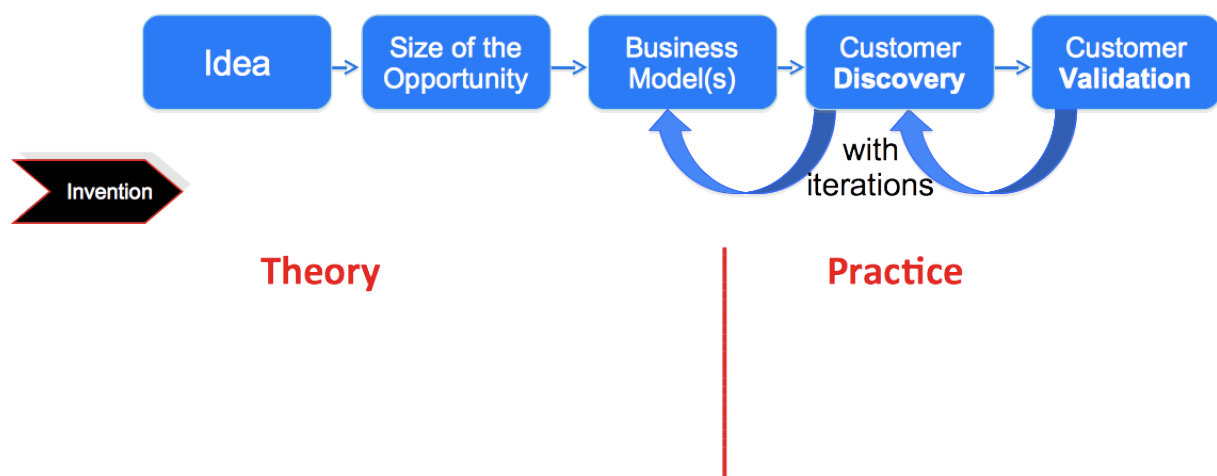 Idea
Size of the
Opportunity
Business
Model(s)
Customer
Discovery
Customer
Validation
with
iterations
Invention
Theory
Practice